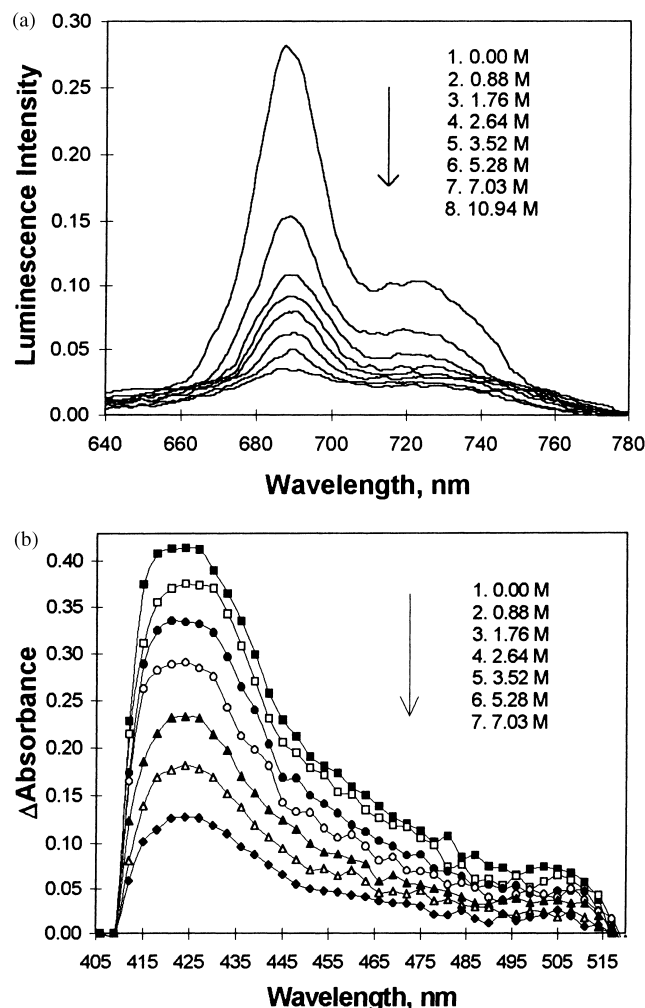 (a)
0.30
0.25
0.20
0.15
0.10
0.05
0.00
Luminescence Intensity
1. 0.00 M
2. 0.88 M
3. 1.76 M
4. 2.64 M
5. 3.52 M
6. 5.28 M
7. 7.03 M
8. 10.94 M
640 660 680 700 720 740 760 780
Wavelength, nm
(b)
0.40
0.35
0.30
0.25
0.20
0.15
0.10
0.05
0.00
ΔAbsorbance
1. 0.00 M
2. 0.88 M
3. 1.76 M
4. 2.64 M
5. 3.52 M
6. 5.28 M
7. 7.03 M
405 415 425 435 445 455 465 475 485 495 505 515
Wavelength, nm